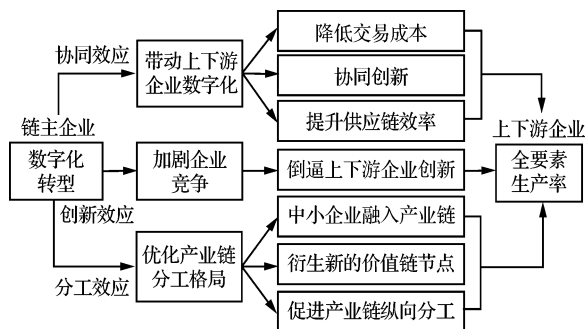 协同效应
带动上下游
企业数字化
降低交易成本
协同创新
提升供应链效率
链主企业
数字化
转型
加剧企业
竞争
倒逼上下游企业创新
上下游企业
全要素
生产率
创新效应
分工效应
优化产业链
分工格局
中小企业融入产业链
衍生新的价值链节点
促进产业链纵向分工